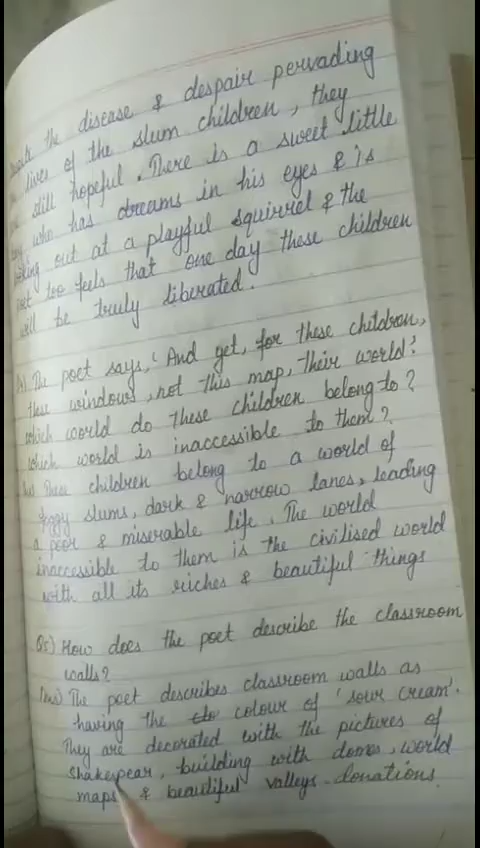 the disease & despair pervading
lives of the slum children, they
still hopeful. There is a sweet little
who has dreams in his eyes & is
out at a playful squirrel & the
too feels that one day these children
will be truly liberated.
The poet says, 'And get, for these children,
these windows, not this map, their world'.
which world do these children belong to?
which world is inaccessible to them?
These children belong to a world of
foggy slums, dark & narrow lanes, leading
a poor & miserable life. The world
inaccessible to them is the civilised world
with all its riches & beautiful things
Q5) How does the poet describe the classroom
walls?
Ans) The poet describes classroom walls as
having the colour of 'sour cream'.
They are decorated with the pictures of
Shakespear, building with domes, world
maps & beautiful valleys. donations